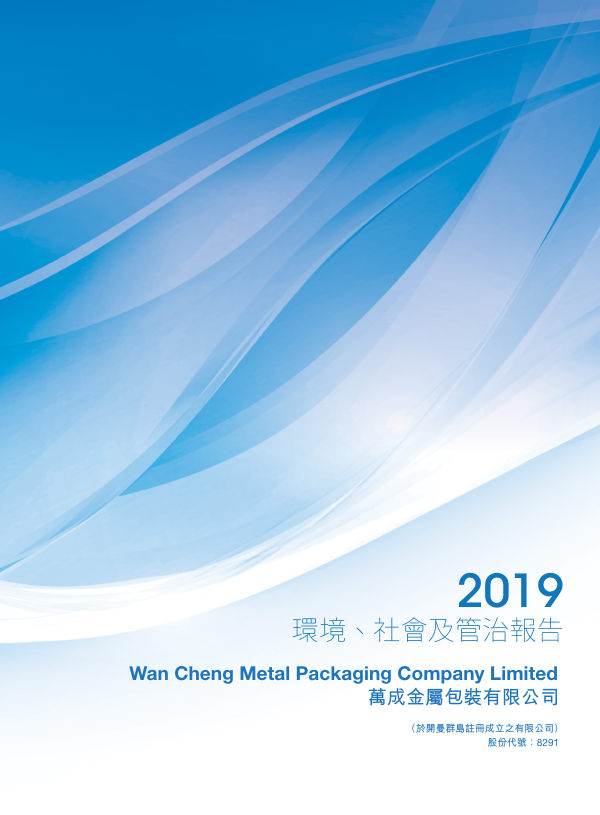 2019
環境、社會及管治報告
Wan Cheng Metal Packaging Company Limited
萬成金屬包裝有限公司
（於開曼群島註冊成立之有限公司）
股份代號：8291